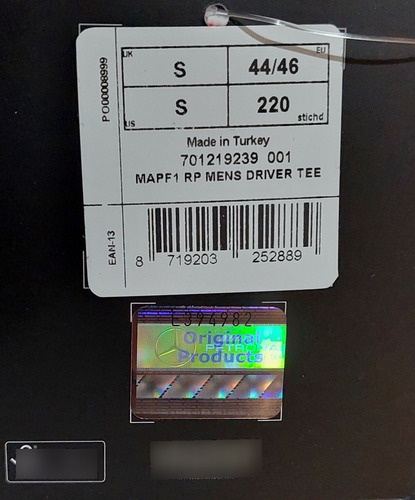 PO00008999
UK
S
44/46
EU
S
220
US
stichd
Made in Turkey
701219239 001
MAPF1 RP MENS DRIVER TEE
EAN-13
8 719203 252889
E394982
Original
Products